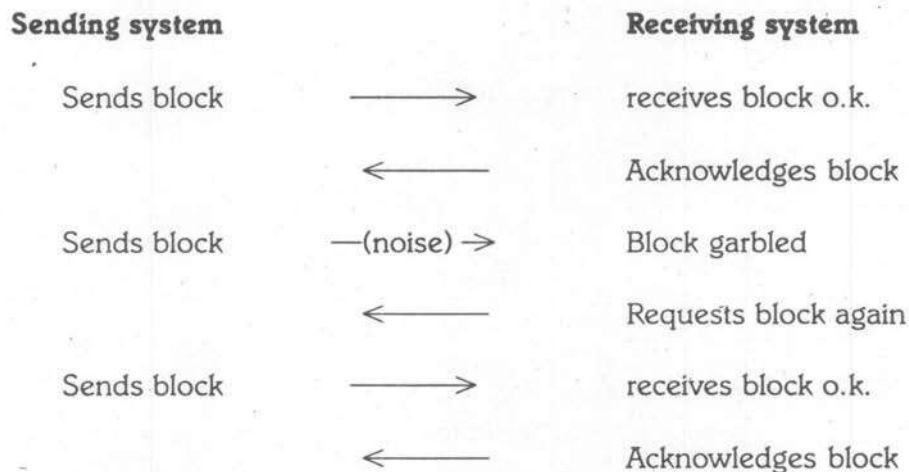 Sending system Receiving system
Sends block receives block o.k.
Acknowledges block
Sends block (noise) Block garbled
Requests block again
Sends block receives block o.k.
Acknowledges block